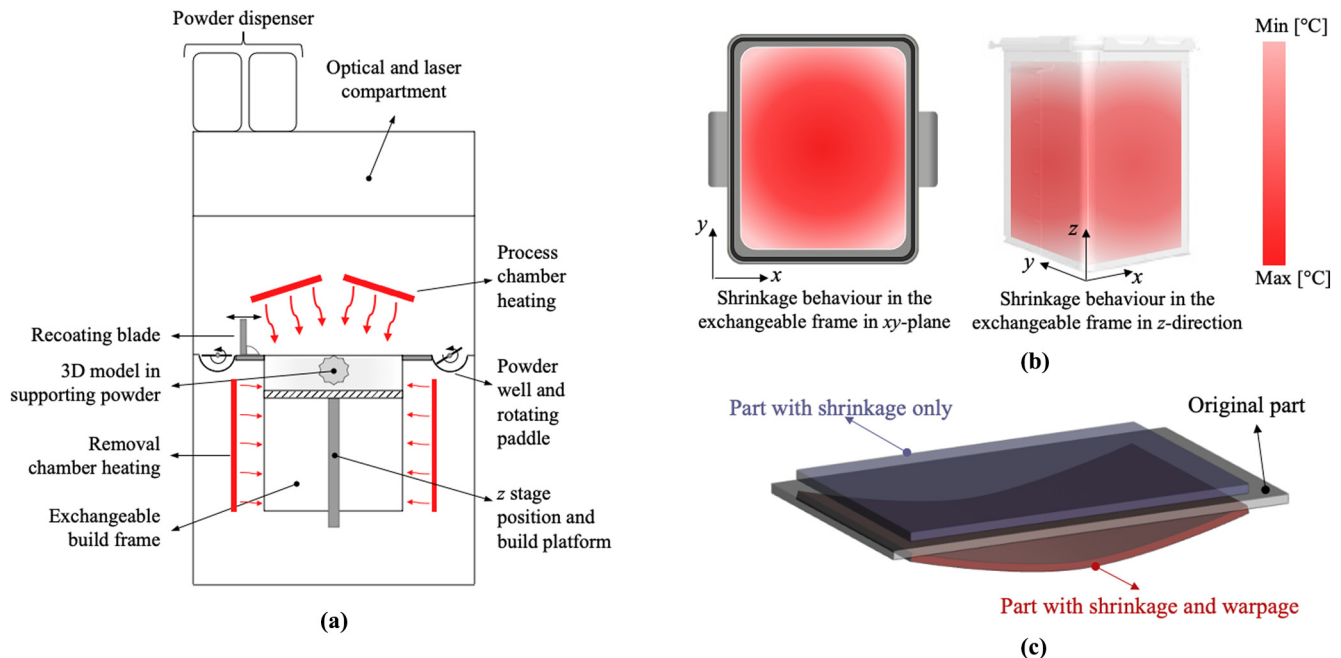 Powder dispenser
Optical and laser
compartment
Process
chamber
heating
Recoating blade
3D model in
supporting powder
Powder
well and
rotating
paddle
Removal
chamber heating
Exchangeable
build frame
z stage
position and
build platform
(a)
y
x
Shrinkage behaviour in the
exchangeable frame in xy-plane
z
y
x
Shrinkage behaviour in the
exchangeable frame in z-direction
Min [°C]
Max [°C]
(b)
Part with shrinkage only
Original part
Part with shrinkage and warpage
(c)